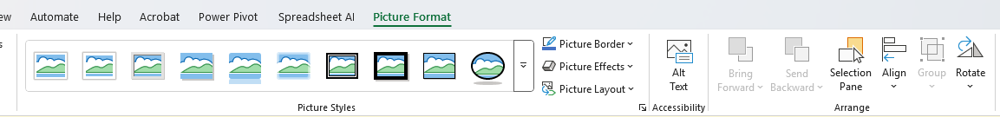 Automate Help Acrobat Power Pivot Spreadsheet AI Picture Format
Picture Border
Picture Effects
Picture Layout
Picture Styles
Alt
Text
Accessibility
Bring
Forward
Send
Backward
Selection
Pane
Align
Group
Rotate
Arrange